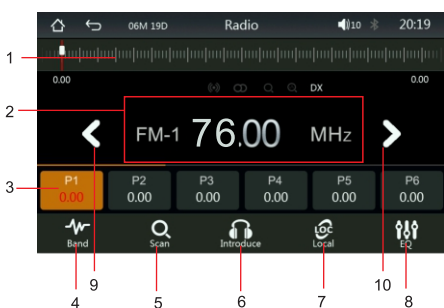 06M 19D Radio 10 20:19
1
0.00 0.00
DX
2
FM-1 76.00 MHz
3
P1 P2 P3 P4 P5 P6
0.00 0.00 0.00 0.00 0.00 0.00
LOC
Band Scan Introduce Local EQ
9 10
4 5 6 7 8